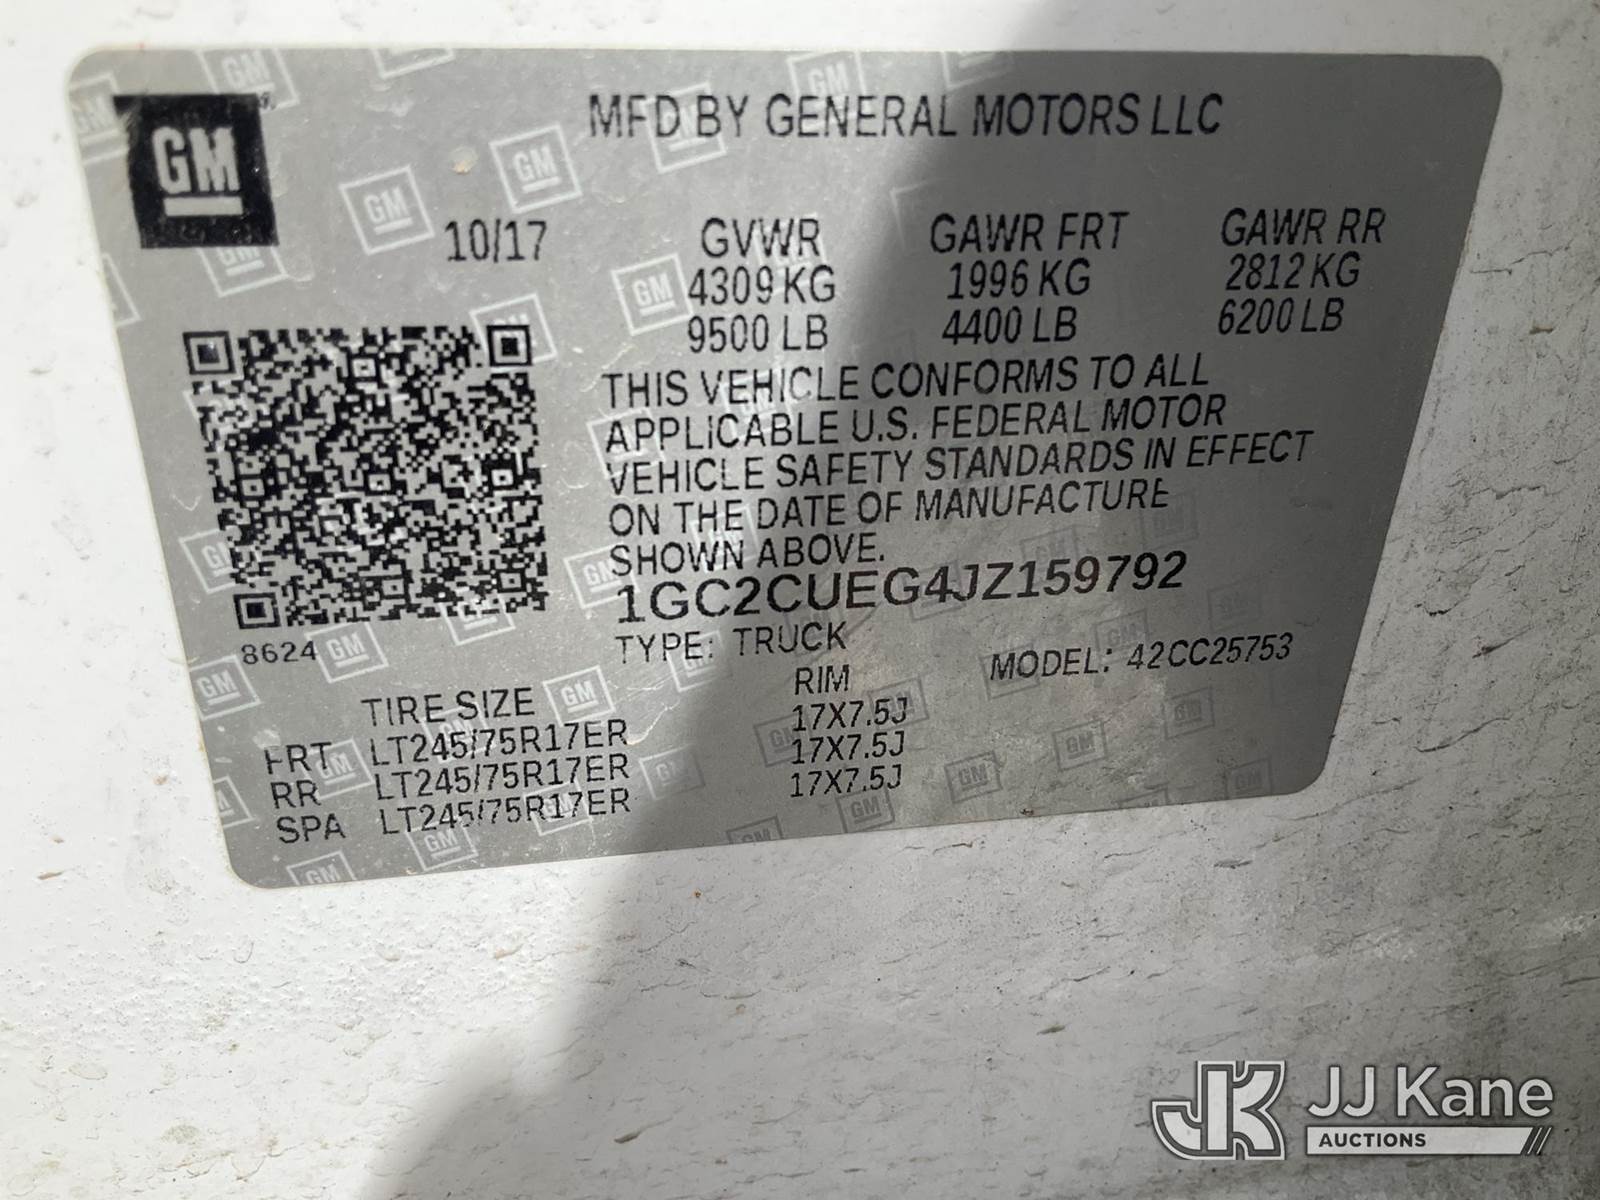 GM
MFD BY GENERAL MOTORS LLC
10/17 GVWR GAWR FRT GAWR RR
4309 KG 1996 KG 2812 KG
9500 LB 4400 LB 6200 LB
THIS VEHICLE CONFORMS TO ALL
APPLICABLE U.S. FEDERAL MOTOR
VEHICLE SAFETY STANDARDS IN EFFECT
ON THE DATE OF MANUFACTURE
SHOWN ABOVE.
1GC2CUEG4JZ159792
8624 TYPE: TRUCK MODEL: 42CC25753
TIRE SIZE RIM
FRT LT245/75R17ER 17X7.5J
RR LT245/75R17ER 17X7.5J
SPA LT245/75R17ER 17X7.5J
JK JJ Kane
AUCTIONS